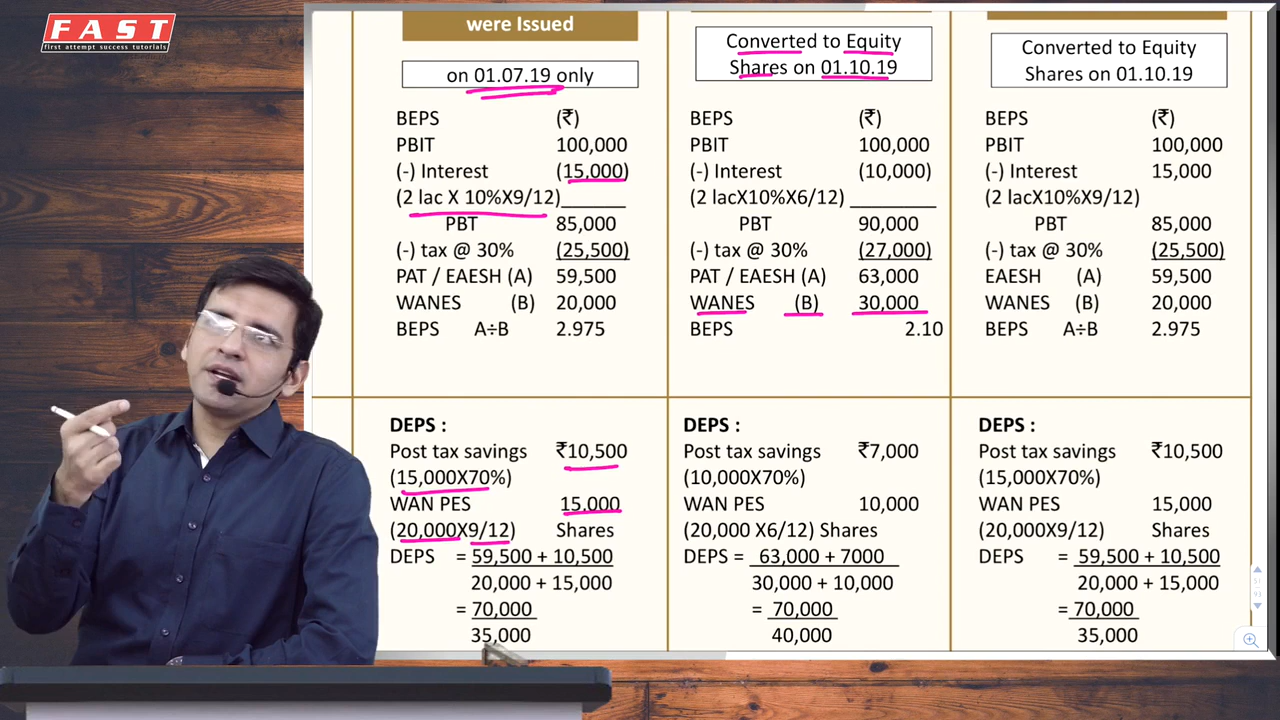 FAST
first attempt success tutorials
were Issued
on 01.07.19 only
BEPS (₹)
PBIT 100,000
(-) Interest (15,000)
(2 lac X 10%X9/12)
PBT 85,000
(-) tax @ 30% (25,500)
PAT / EAESH (A) 59,500
WANES (B) 20,000
BEPS A÷B 2.975
DEPS :
Post tax savings ₹10,500
(15,000X70%)
WAN PES 15,000
(20,000X9/12) Shares
DEPS = 59,500 + 10,500
20,000 + 15,000
= 70,000
35,000
Converted to Equity
Shares on 01.10.19
BEPS (₹)
PBIT 100,000
(-) Interest (10,000)
(2 lacX10%X6/12)
PBT 90,000
(-) tax @ 30% (27,000)
PAT / EAESH (A) 63,000
WANES (B) 30,000
BEPS 2.10
Post tax savings ₹7,000
(10,000X70%)
WAN PES 10,000
(20,000 X6/12) Shares
DEPS = 63,000 + 7000
30,000 + 10,000
= 70,000
40,000
Converted to Equity
Shares on 01.10.19
BEPS (₹)
PBIT 100,000
(-) Interest 15,000
(2 lacX10%X9/12)
PBT 85,000
(-) tax @ 30% (25,500)
EAESH (A) 59,500
WANES (B) 20,000
BEPS A÷B 2.975
DEPS :
Post tax savings ₹10,500
(15,000X70%)
WAN PES 15,000
(20,000X9/12) Shares
DEPS = 59,500 + 10,500
20,000 + 15,000
= 70,000
35,000